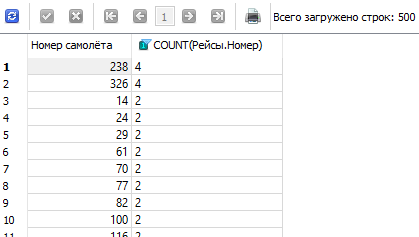 1 Всего загружено строк: 500
Номер самолёта COUNT(Рейсы.Номер)
1 238 4
2 326 4
3 14 2
4 24 2
5 29 2
6 61 2
7 70 2
8 77 2
9 82 2
10 100 2
11 116 2